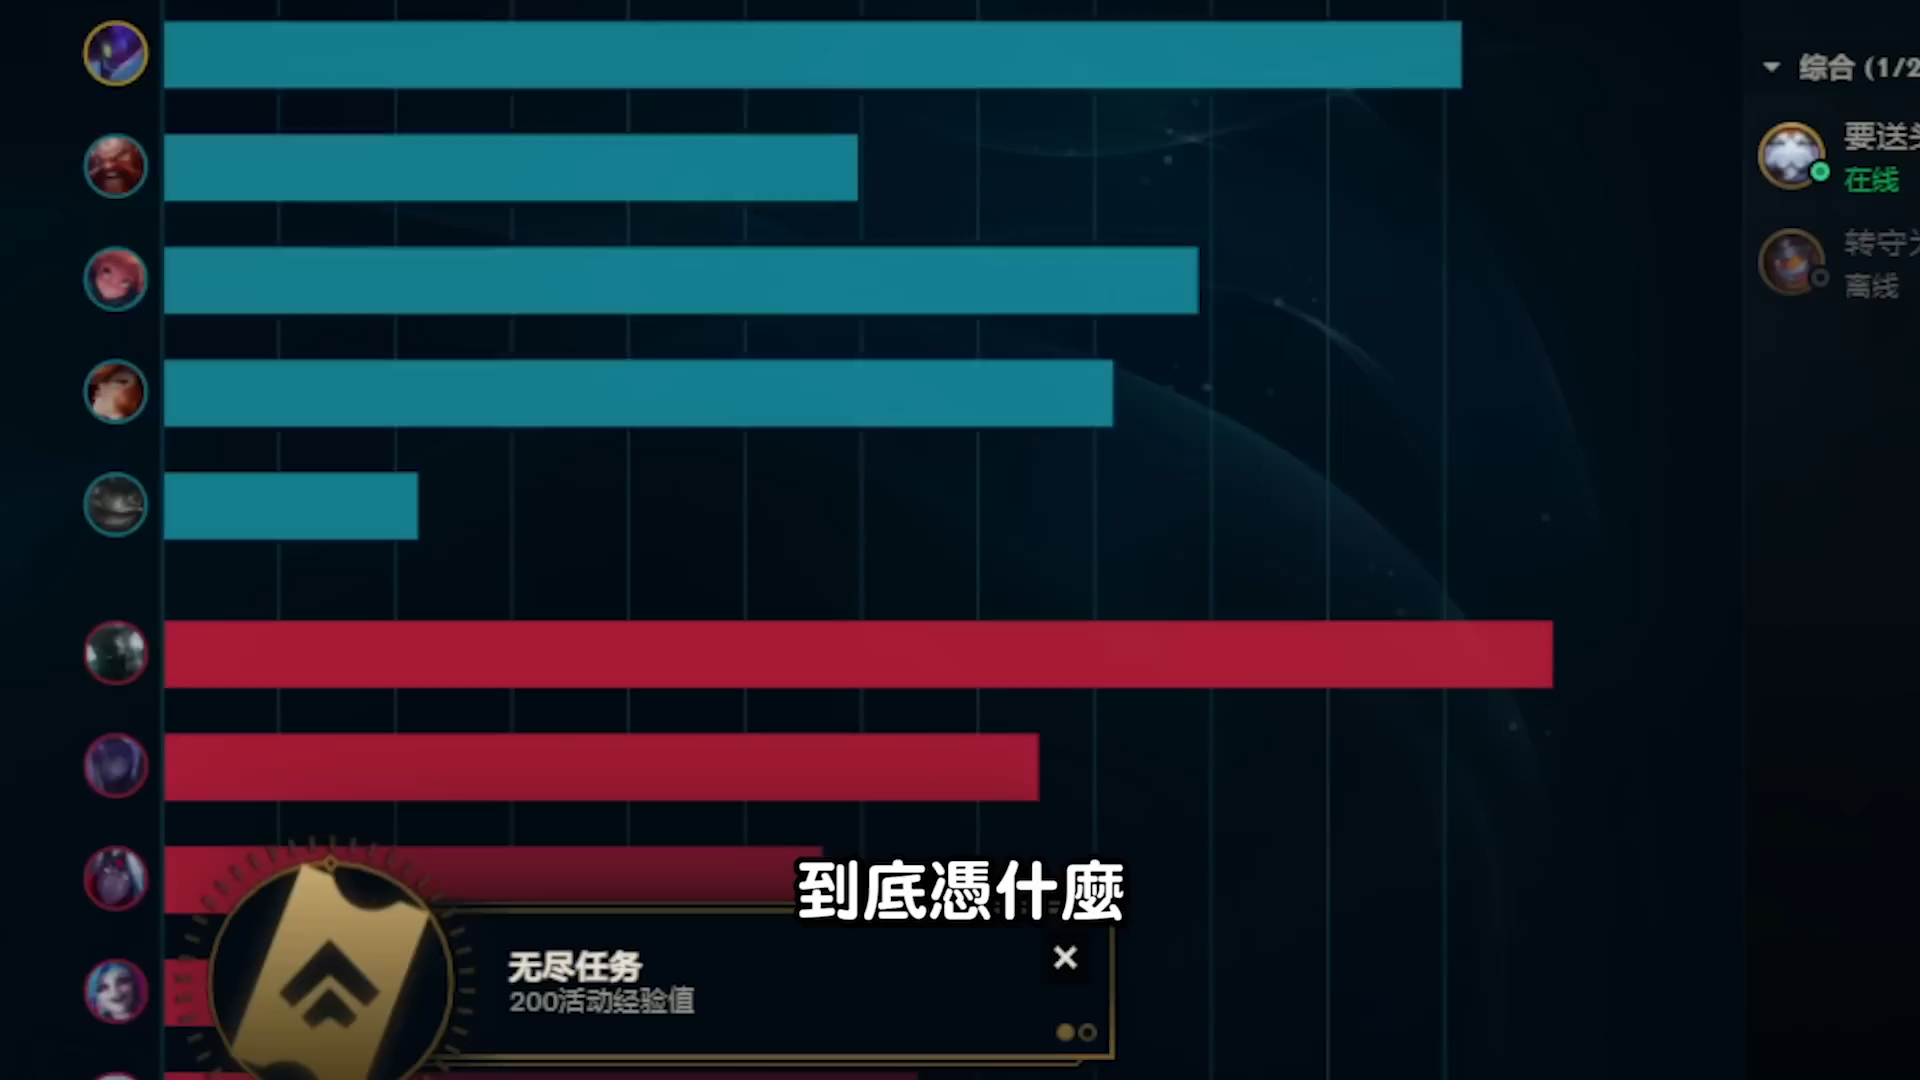 综合 (1/2
要送
在线
转守
离线
到底憑什麼
无尽任务
200活动经验值